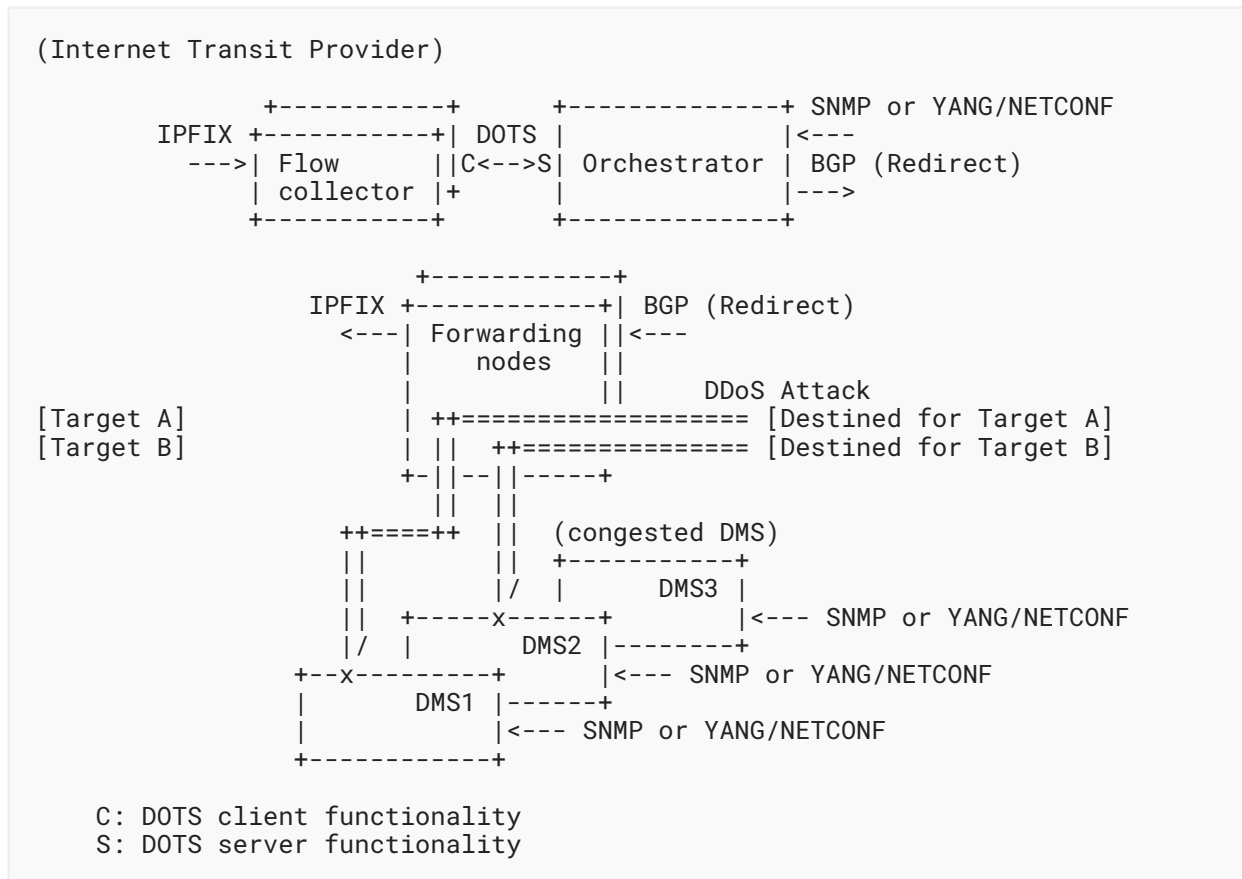 (Internet Transit Provider)

               +-----------+      +--------------+ SNMP or YANG/NETCONF
        IPFIX +-----------+| DOTS |              |<---
          --->| Flow      ||C<-->S| Orchestrator | BGP (Redirect)
              | collector |+      |              |--->
              +-----------+       +--------------+

                         +------------+
                  IPFIX +------------+| BGP (Redirect)
                    <---| Forwarding ||<---
                        |    nodes   ||
                        |            ||     DDoS Attack
[Target A]              | ++=================== [Destined for Target A]
[Target B]              | ||  ++=============== [Destined for Target B]
                        +-||--||-----+
                          ||  ||
                    ++====++  ||  (congested DMS)
                    ||        ||  +-----------+
                    ||        |/  |      DMS3 |
                    ||  +-----x------+        |<--- SNMP or YANG/NETCONF
                    |/  |       DMS2 |--------+
                 +--x---------+      |<--- SNMP or YANG/NETCONF
                 |       DMS1 |------+
                 |            |<--- SNMP or YANG/NETCONF
                 +------------+

    C: DOTS client functionality
    S: DOTS server functionality